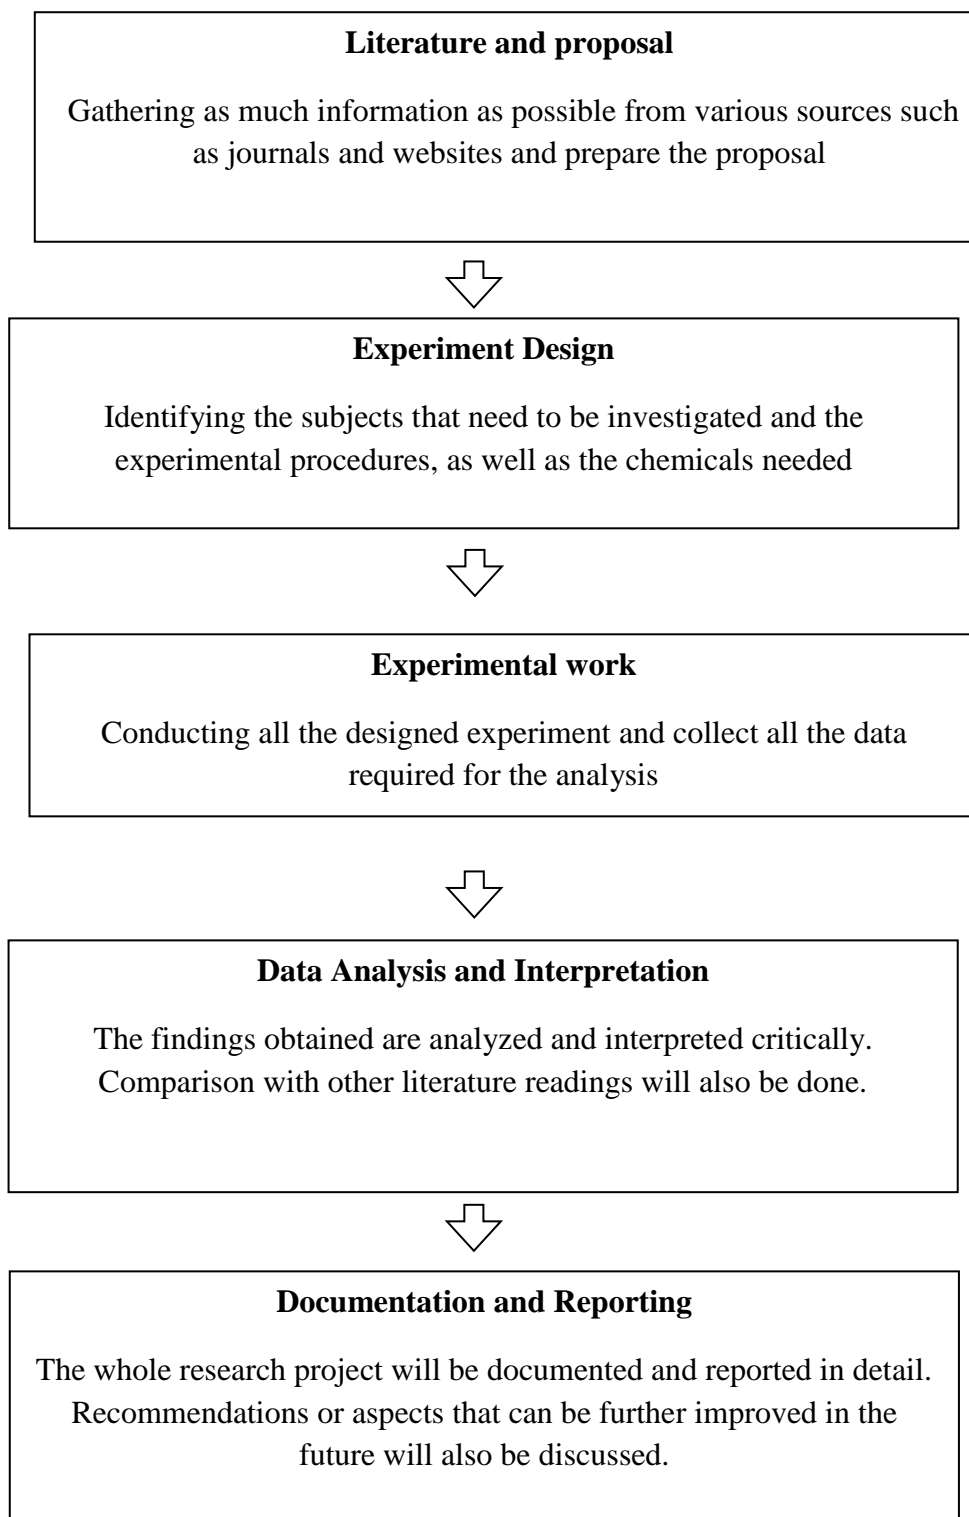 Literature and proposal
Gathering as much information as possible from various sources such
as journals and websites and prepare the proposal
Experiment Design
Identifying the subjects that need to be investigated and the
experimental procedures, as well as the chemicals needed
Experimental work
Conducting all the designed experiment and collect all the data
required for the analysis
Data Analysis and Interpretation
The findings obtained are analyzed and interpreted critically.
Comparison with other literature readings will also be done.
Documentation and Reporting
The whole research project will be documented and reported in detail.
Recommendations or aspects that can be further improved in the
future will also be discussed.